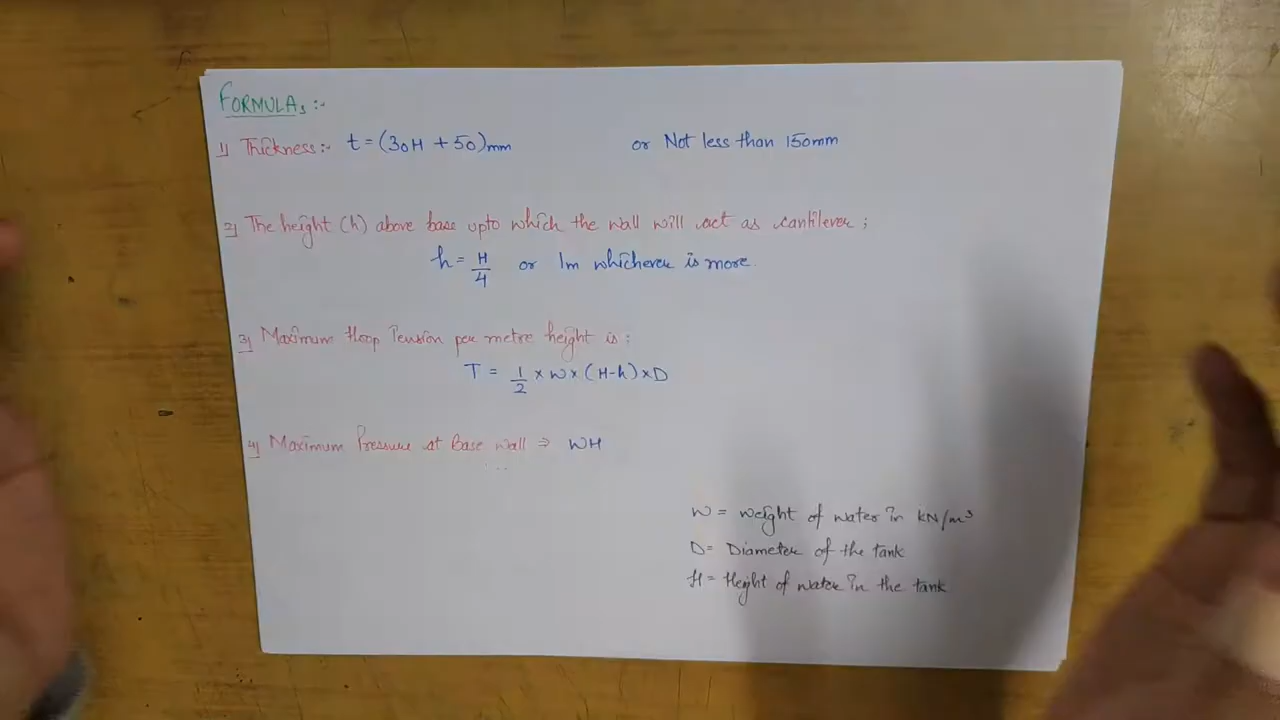 FORMULAs :-
1) Thickness:- t = (30H + 50)mm or Not less than 150mm
2) The height (h) above base upto which the wall will act as cantilever ;
h = H/4 or 1m whichever is more.
3) Maximum Hoop Tension per metre height is :
T = 1/2 × w × (H-h) × D
4) Maximum Pressure at Base wall ⇒ WH
W = weight of water in kN/m³
D = Diameter of the tank
H = Height of water in the tank